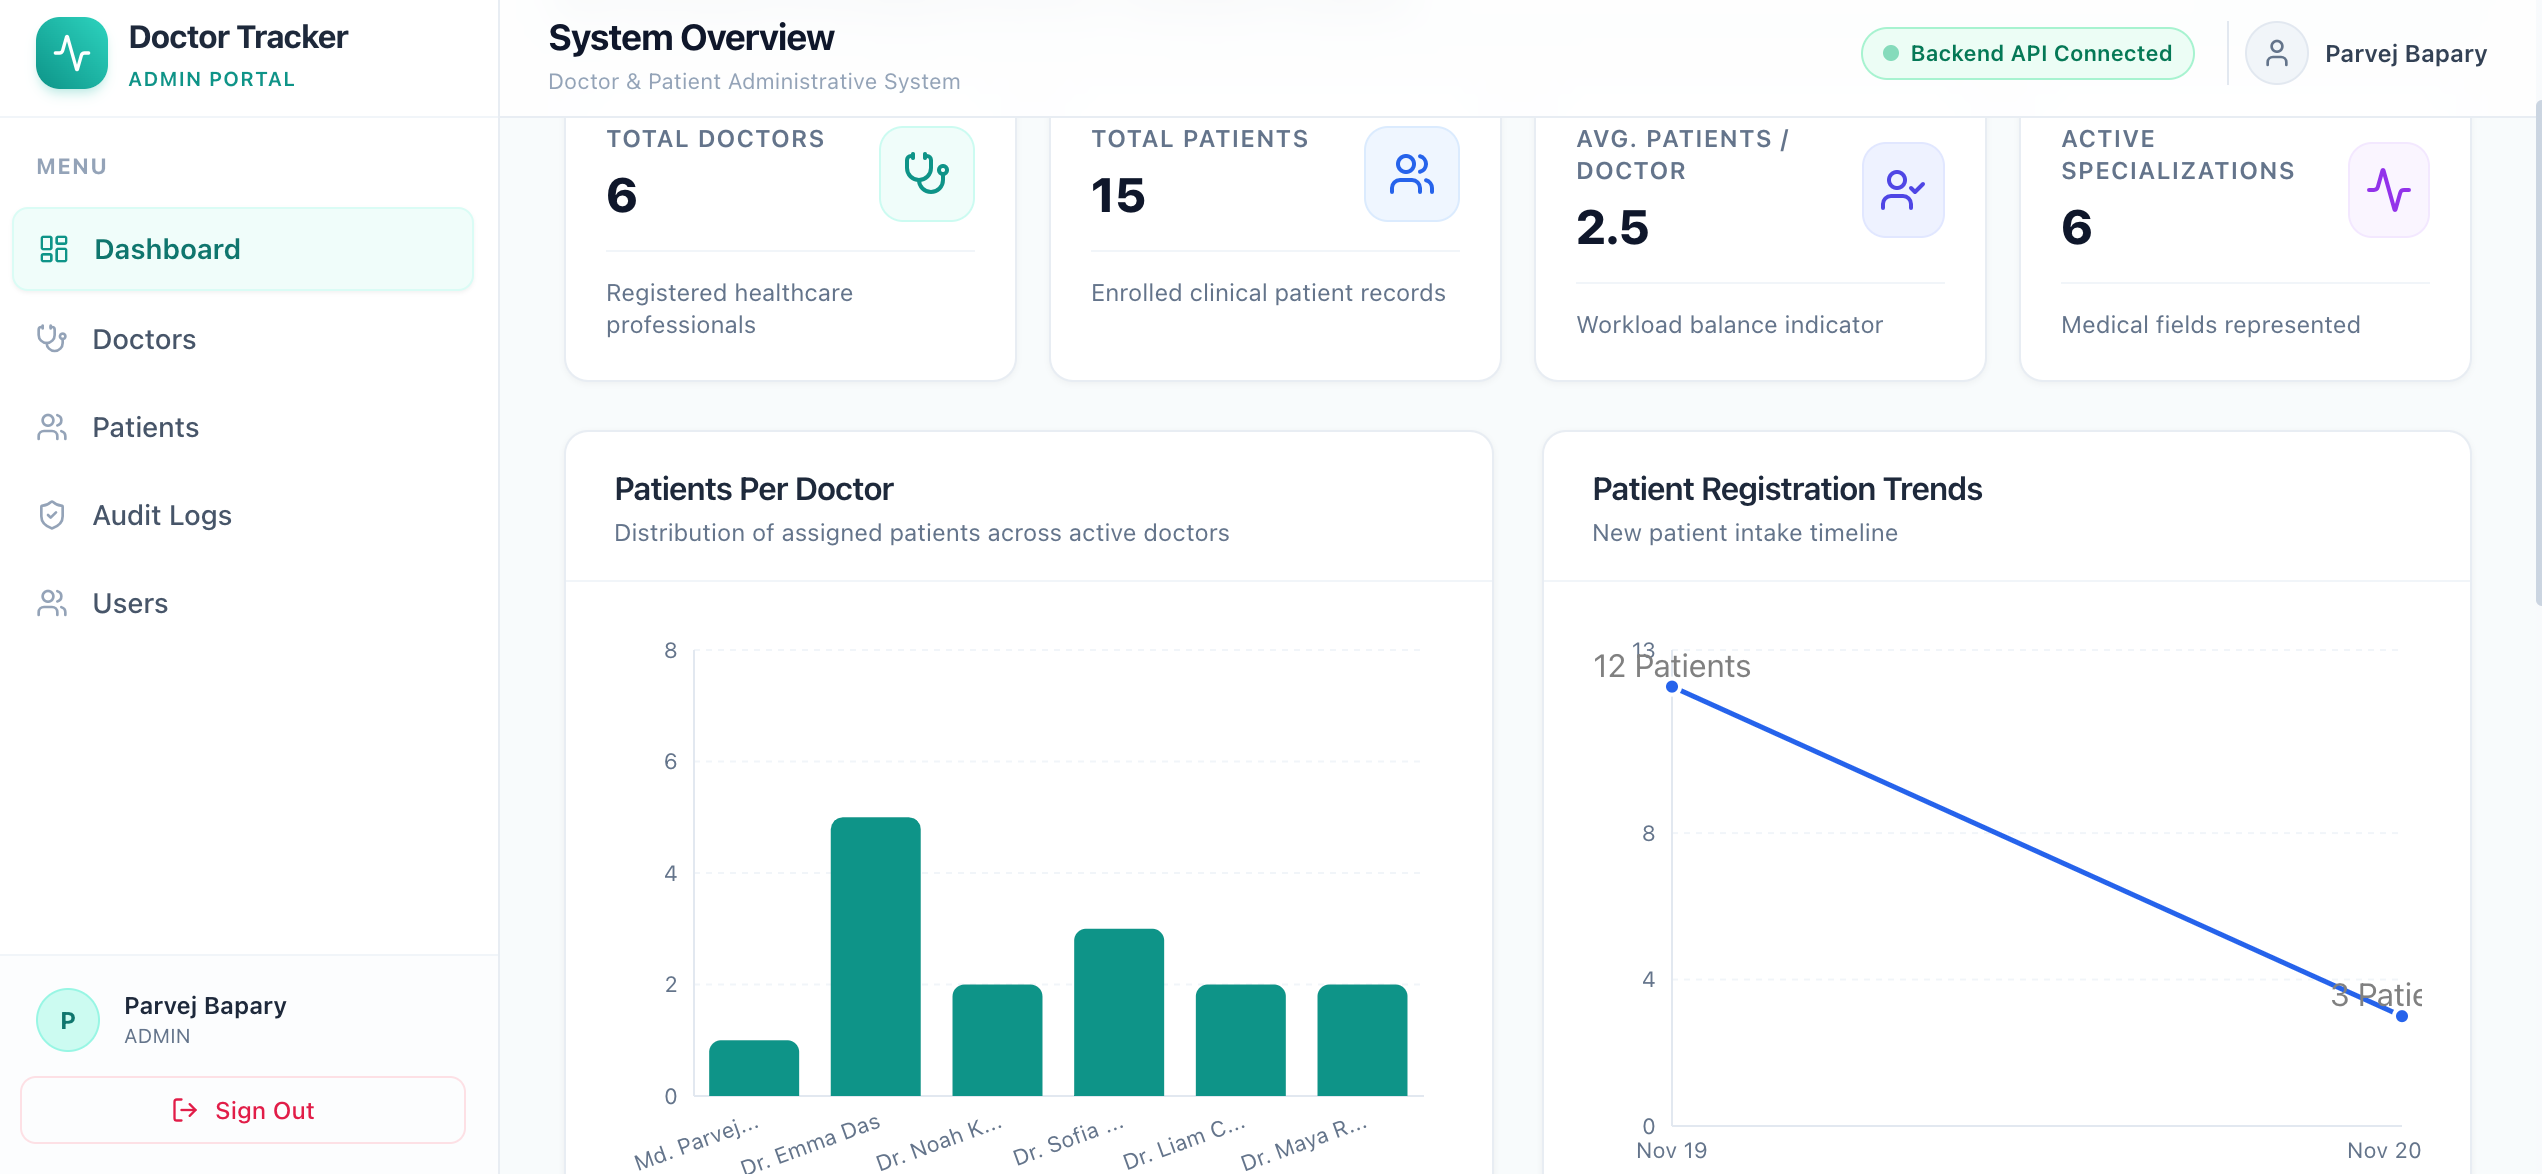 Doctor Tracker
ADMIN PORTAL
System Overview
Doctor & Patient Administrative System
Backend API Connected
Parvej Bapary
MENU
Dashboard
Doctors
Patients
Audit Logs
Users
P
Parvej Bapary
ADMIN
Sign Out
TOTAL DOCTORS
6
Registered healthcare
professionals
TOTAL PATIENTS
15
Enrolled clinical patient records
AVG. PATIENTS /
DOCTOR
2.5
Workload balance indicator
ACTIVE
SPECIALIZATIONS
6
Medical fields represented
Patients Per Doctor
Distribution of assigned patients across active doctors
8
6
4
2
0
Md. Parvej...
Dr. Emma Das
Dr. Noah K...
Dr. Sofia ...
Dr. Liam C...
Dr. Maya R...
Patient Registration Trends
New patient intake timeline
13
12 Patients
8
4
3 Patie
0
Nov 19
Nov 20